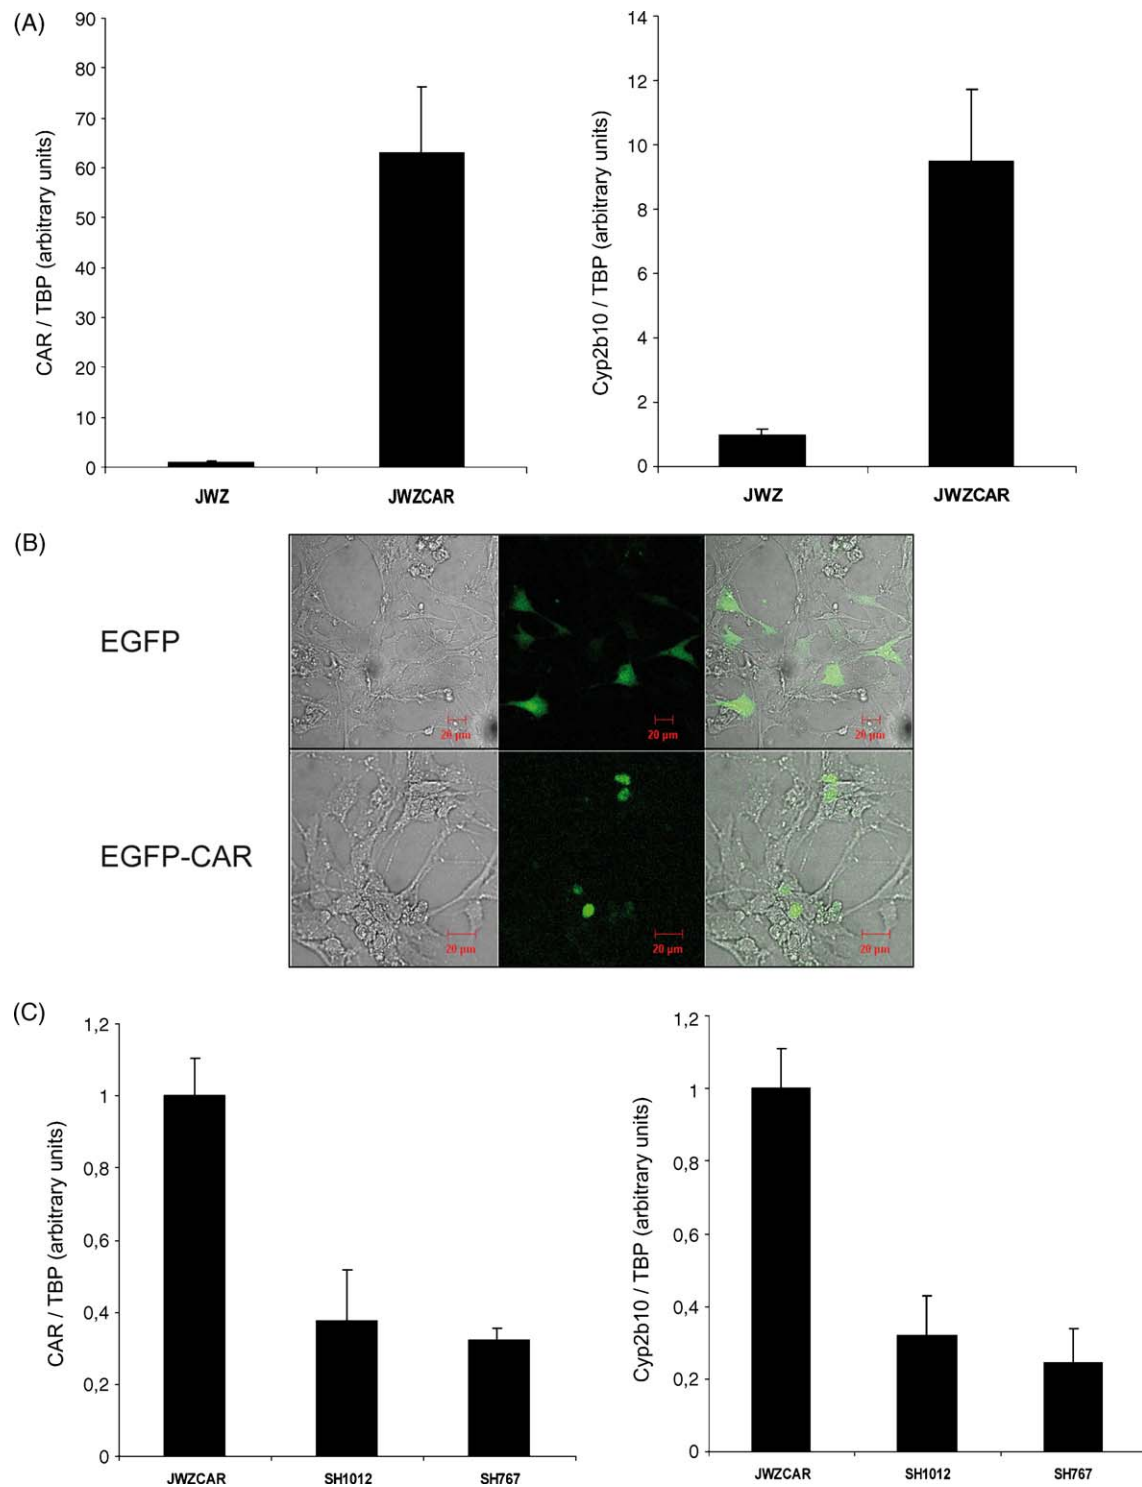 (A)
CAR / TBP (arbitrary units)
90
80
70
60
50
40
30
20
10
0
JWZ JWZCAR
Cyp2b10 / TBP (arbitrary units)
14
12
10
8
6
4
2
0
JWZ JWZCAR
(B)
EGFP
20 µm 20 µm 20 µm
EGFP-CAR
20 µm 20 µm 20 µm
(C)
CAR / TBP (arbitrary units)
1,2
1
0,8
0,6
0,4
0,2
0
JWZCAR SH1012 SH767
Cyp2b10 / TBP (arbitrary units)
1,2
1
0,8
0,6
0,4
0,2
0
JWZCAR SH1012 SH767